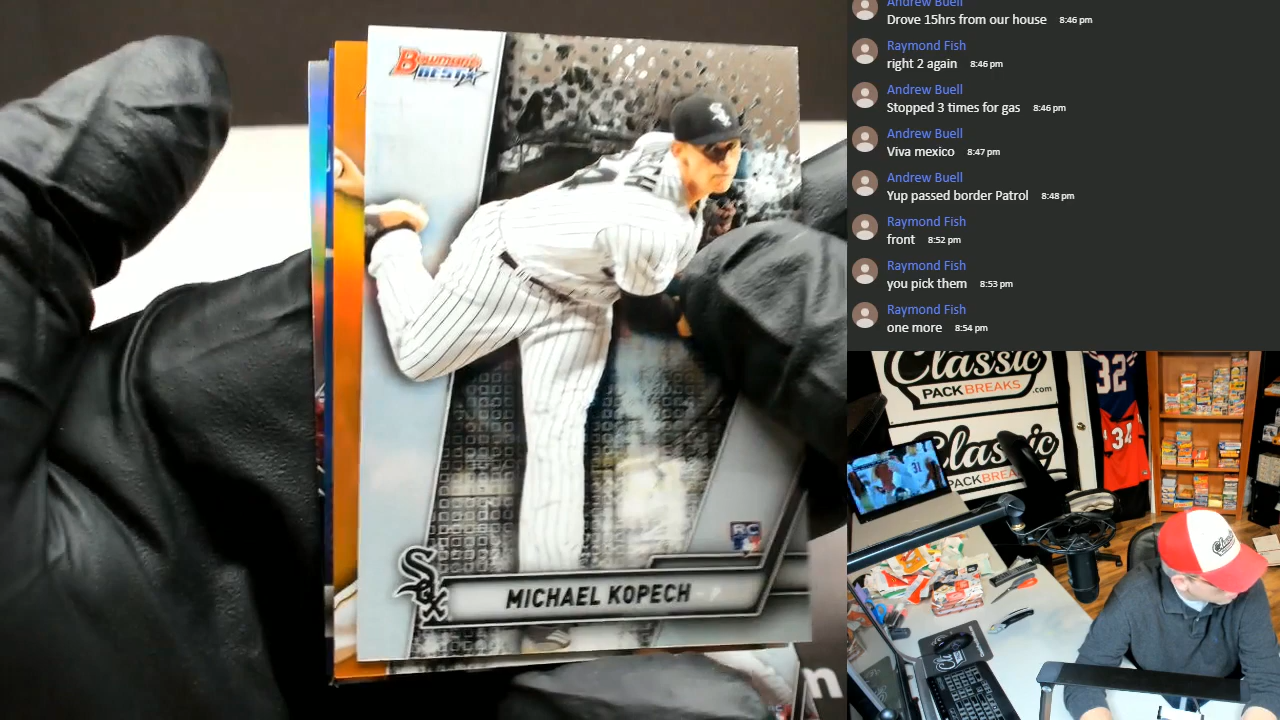 Bowman's
BEST
Sox
RC
Sox
MICHAEL KOPECH
Andrew Buell
Drove 15hrs from our house 8:46 pm
Raymond Fish
right 2 again 8:46 pm
Andrew Buell
Stopped 3 times for gas 8:46 pm
Andrew Buell
Viva mexico 8:47 pm
Andrew Buell
Yup passed border Patrol 8:48 pm
Raymond Fish
front 8:52 pm
Raymond Fish
you pick them 8:53 pm
Raymond Fish
one more 8:54 pm
Classic
PACK BREAKS .com
Classic
PACK BREA
32
34
31
Classic